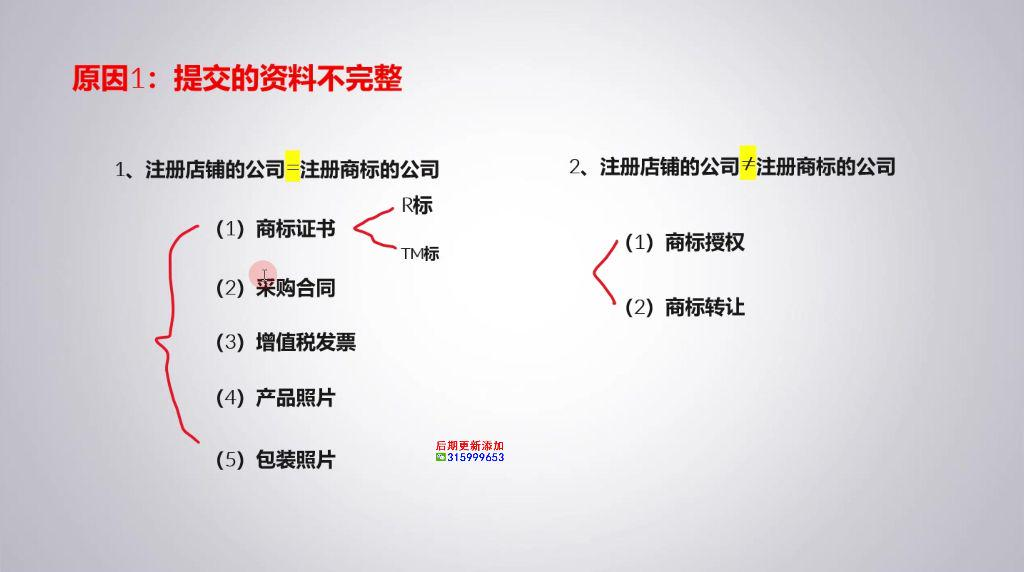 原因1：提交的资料不完整
1、注册店铺的公司=注册商标的公司
（1）商标证书
R标
TM标
（2）采购合同
（3）增值税发票
（4）产品照片
（5）包装照片
2、注册店铺的公司≠注册商标的公司
（1）商标授权
（2）商标转让
后期更新添加
315999653